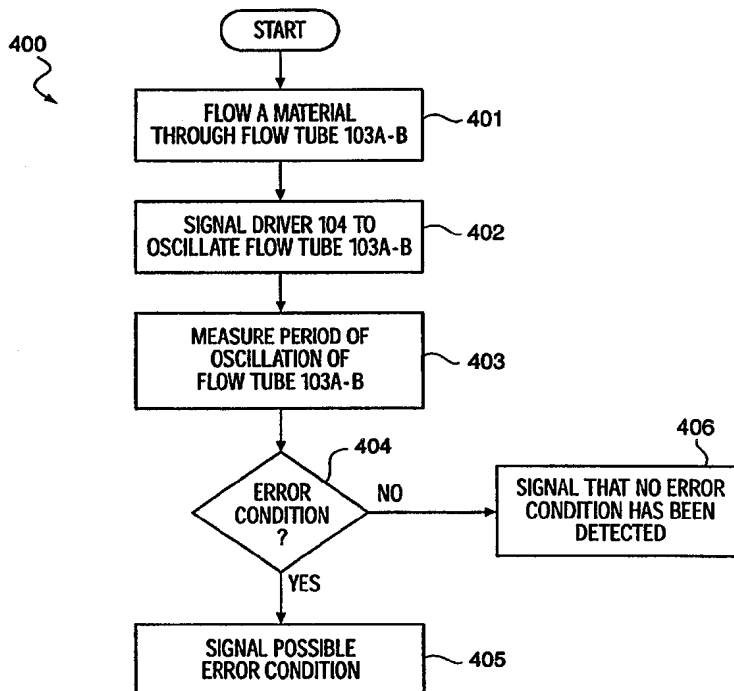 400
START
FLOW A MATERIAL
THROUGH FLOW TUBE 103A-B
401
SIGNAL DRIVER 104 TO
OSCILLATE FLOW TUBE 103A-B
402
MEASURE PERIOD OF
OSCILLATION OF
FLOW TUBE 103A-B
403
404
ERROR
CONDITION
?
NO
406
SIGNAL THAT NO ERROR
CONDITION HAS BEEN
DETECTED
YES
SIGNAL POSSIBLE
ERROR CONDITION
405